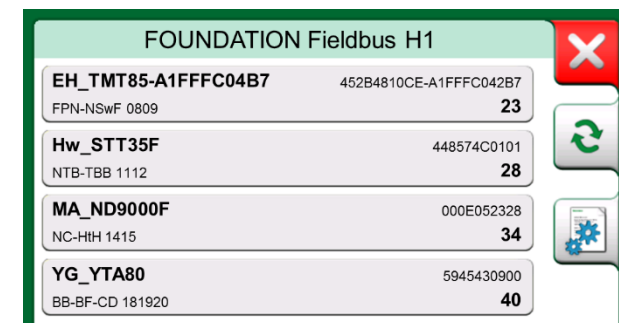 FOUNDATION Fieldbus H1
EH_TMT85-A1FFFC04B7 452B4810CE-A1FFFC042B7
FPN-NSwF 0809 23
Hw_STT35F 448574C0101
NTB-TBB 1112 28
MA_ND9000F 000E052328
NC-HtH 1415 34
YG_YTA80 5945430900
BB-BF-CD 181920 40